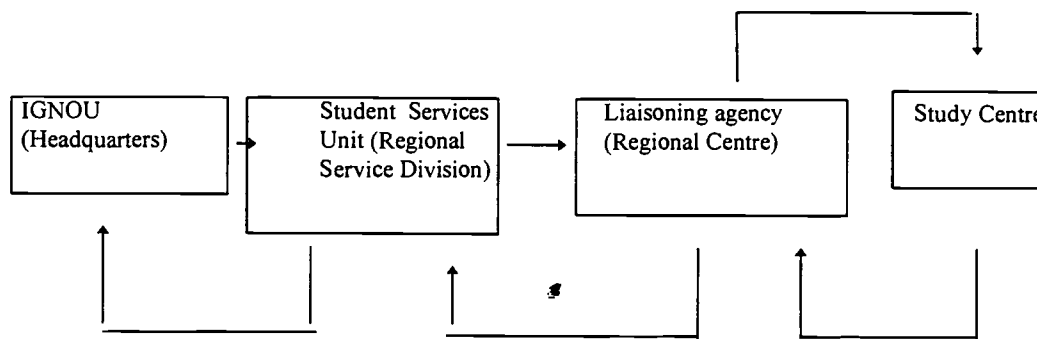 IGNOU
(Headquarters)
Student Services
Unit (Regional
Service Division)
Liaisoning agency
(Regional Centre)
Study Centre